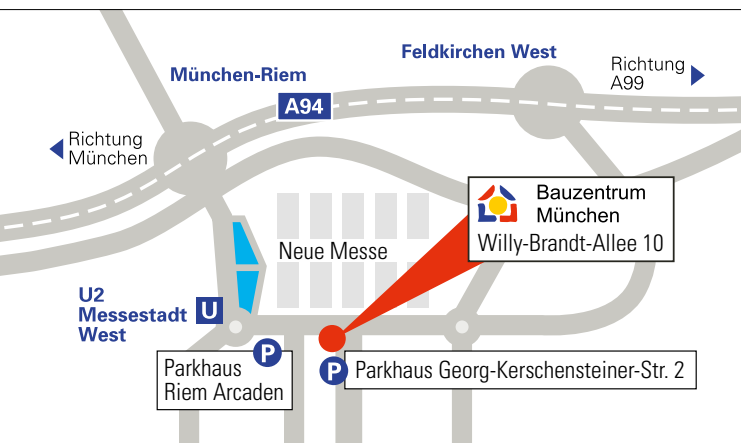 Feldkirchen West
München-Riem
Richtung
A99
A94
Richtung
München
Bauzentrum
München
Willy-Brandt-Allee 10
Neue Messe
U2
Messestadt
West
U
P
Parkhaus
Riem Arcaden
P
Parkhaus Georg-Kerschensteiner-Str. 2